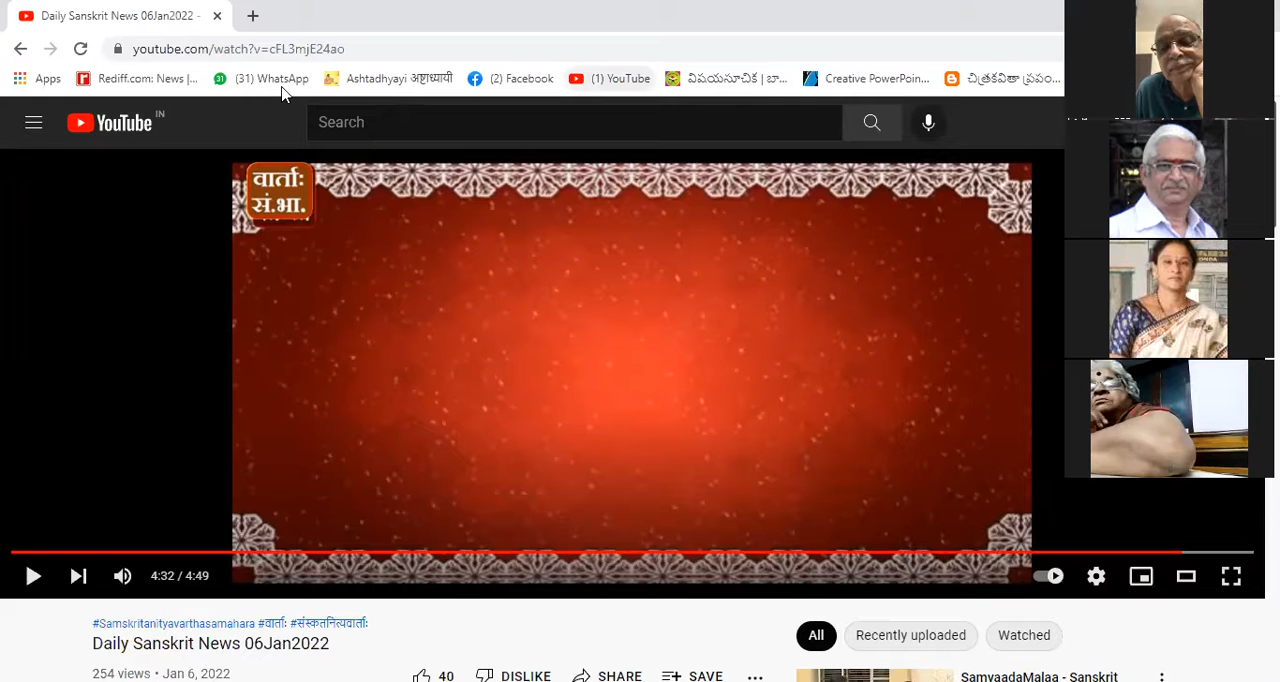 Daily Sanskrit News 06Jan2022 -
youtube.com/watch?v=cFL3mjE24ao
Apps Rediff.com: News |... (31) WhatsApp Ashtadhyayi अष्टाध्यायी (2) Facebook (1) YouTube విషయసూచిక | బా... Creative PowerPoin... చిత్రకవితా ప్రపం...
YouTube IN
Search
वार्ताः
सं.भा.
4:32 / 4:49
#Samskritanityavarthasamahara #वार्ताः #संस्कतनित्यवार्ताः
Daily Sanskrit News 06Jan2022
254 views • Jan 6, 2022
40 DISLIKE SHARE SAVE
All Recently uploaded Watched
SamvaadaMalaa - Sanskrit